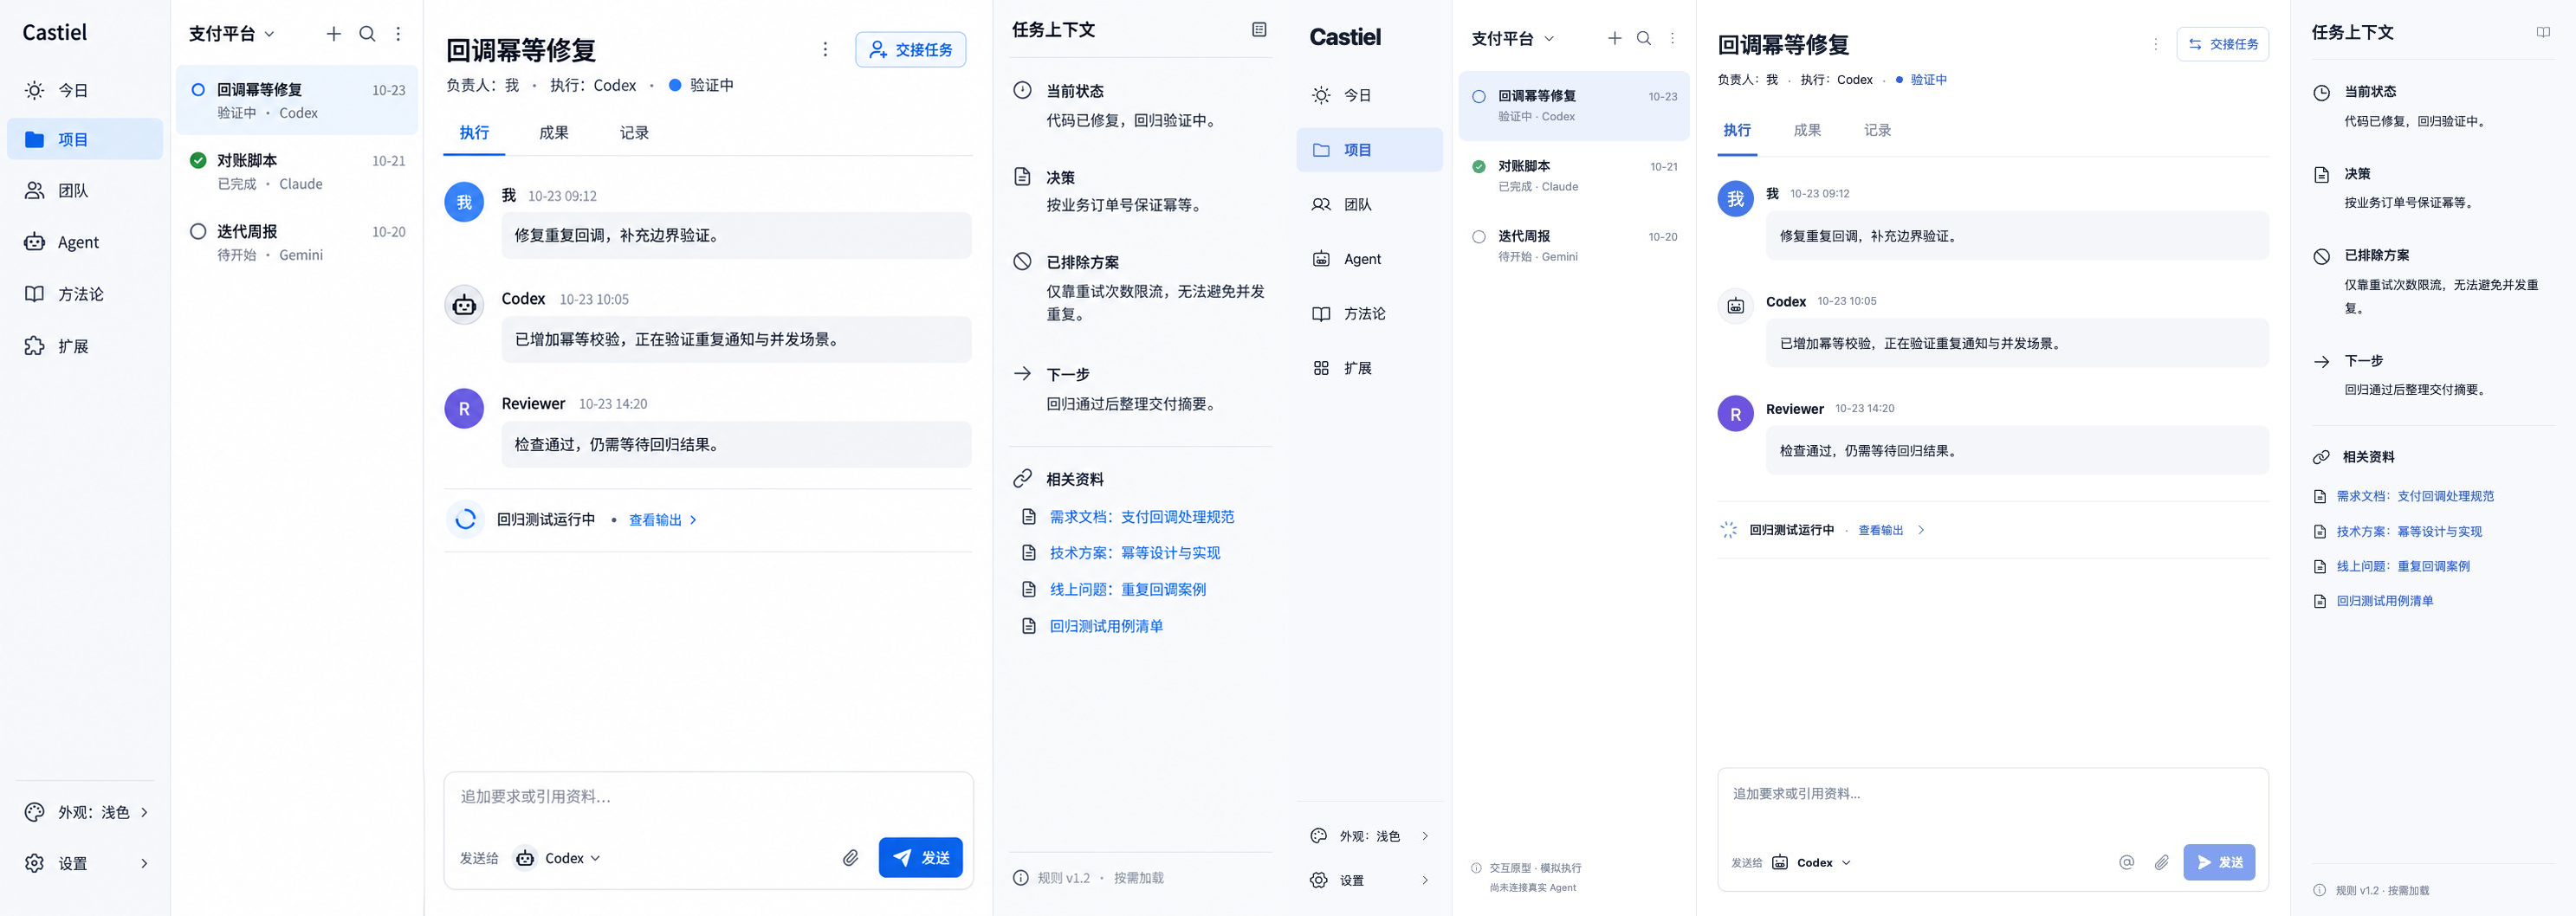 Castiel
今日
项目
团队
Agent
方法论
扩展
外观：浅色
设置
支付平台
回调幂等修复 10-23
验证中 • Codex
对账脚本 10-21
已完成 • Claude
迭代周报 10-20
待开始 • Gemini
回调幂等修复
交接任务
负责人：我 • 执行：Codex • 验证中
执行 成果 记录
我
我 10-23 09:12
修复重复回调，补充边界验证。
Codex 10-23 10:05
已增加幂等校验，正在验证重复通知与并发场景。
R
Reviewer 10-23 14:20
检查通过，仍需等待回归结果。
回归测试运行中 • 查看输出
追加要求或引用资料...
发送给 Codex
发送
任务上下文
当前状态
代码已修复，回归验证中。
决策
按业务订单号保证幂等。
已排除方案
仅靠重试次数限流，无法避免并发
重复。
下一步
回归通过后整理交付摘要。
相关资料
需求文档：支付回调处理规范
技术方案：幂等设计与实现
线上问题：重复回调案例
回归测试用例清单
规则 v1.2 • 按需加载
Castiel
今日
项目
团队
Agent
方法论
扩展
外观：浅色
设置
支付平台
回调幂等修复 10-23
验证中 · Codex
对账脚本 10-21
已完成 · Claude
迭代周报 10-20
待开始 · Gemini
交互原型 · 模拟执行
尚未连接真实 Agent
回调幂等修复
交接任务
负责人：我 · 执行：Codex · 验证中
执行 成果 记录
我
我 10-23 09:12
修复重复回调，补充边界验证。
Codex 10-23 10:05
已增加幂等校验，正在验证重复通知与并发场景。
R
Reviewer 10-23 14:20
检查通过，仍需等待回归结果。
回归测试运行中 · 查看输出
追加要求或引用资料...
发送给 Codex
发送
任务上下文
当前状态
代码已修复，回归验证中。
决策
按业务订单号保证幂等。
已排除方案
仅靠重试次数限流，无法避免并发重
复。
下一步
回归通过后整理交付摘要。
相关资料
需求文档：支付回调处理规范
技术方案：幂等设计与实现
线上问题：重复回调案例
回归测试用例清单
规则 v1.2 · 按需加载